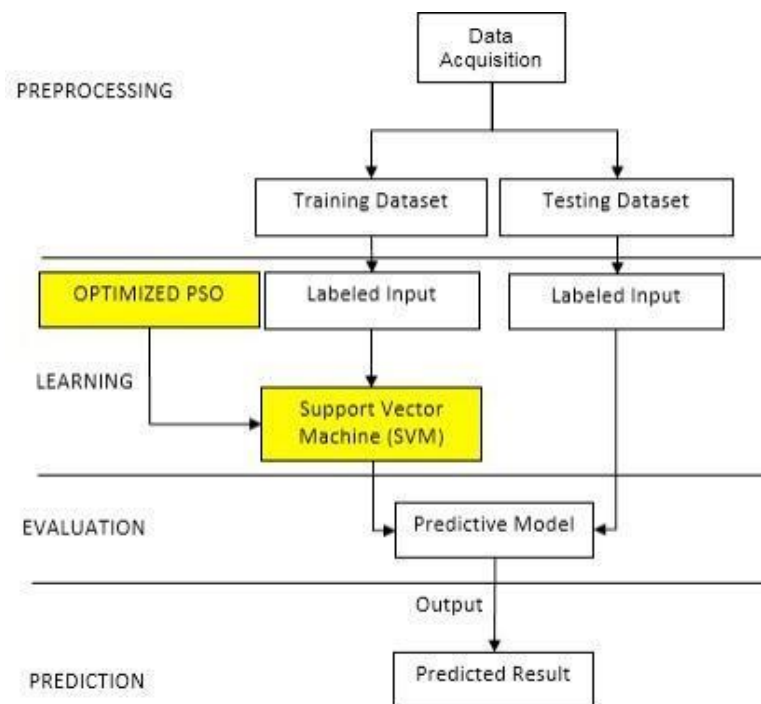 Data
Acquisition
PREPROCESSING
Training Dataset
Testing Dataset
OPTIMIZED PSO
Labeled Input
Labeled Input
LEARNING
Support Vector
Machine (SVM)
EVALUATION
Predictive Model
Output
Predicted Result
PREDICTION